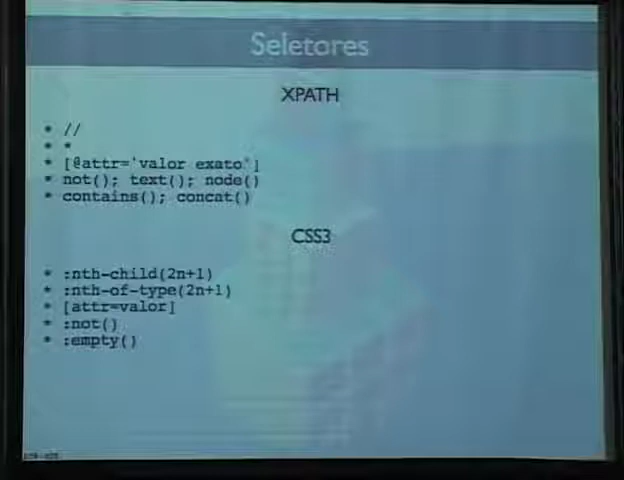 Seletores
XPATH
* //
* *
* [@attr='valor exato']
* not(); text(); node()
* contains(); concat()
CSS3
* :nth-child(2n+1)
* :nth-of-type(2n+1)
* [attr=valor]
* :not()
* :empty()